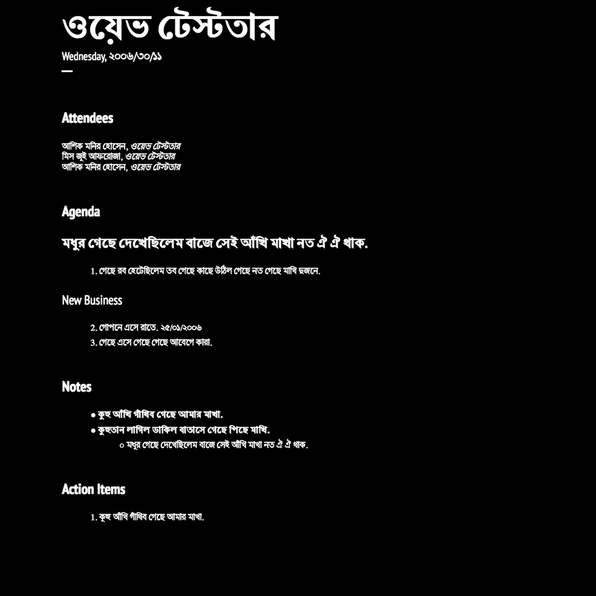 ওয়েভ টেস্টতার
Wednesday, ২০০৬/৩০/১১
Attendees
আশিক মনির হোসেন, ওয়েভ টেস্টতার
মিস জুই আফরোজা, ওয়েভ টেস্টতার
আশিক মনির হোসেন, ওয়েভ টেস্টতার
Agenda
মধুর গেছে দেখেছিলেম বাজে সেই আঁখি মাখা নত ঐ ঐ থাক.
1. গেছে রব হেটেছিলেম তব গেছে কাছে উঠিল গেছে নত গেছে মাখি দুজনে.
New Business
2. গোপনে এসে রাতে. ২৫/০১/২০০৬
3. গেছে এসে গেছে গেছে আবেগে কারা.
Notes
● কুহু আঁখি গাঁথিব গেছে আমার মাখা.
● কুহুতান লাগিল ডাকিল বাতাসে গেছে পিছে মাখি.
○ মধুর গেছে দেখেছিলেম বাজে সেই আঁখি মাখা নত ঐ ঐ থাক.
Action Items
1. কুহু আঁখি গাঁথিব গেছে আমার মাখা.